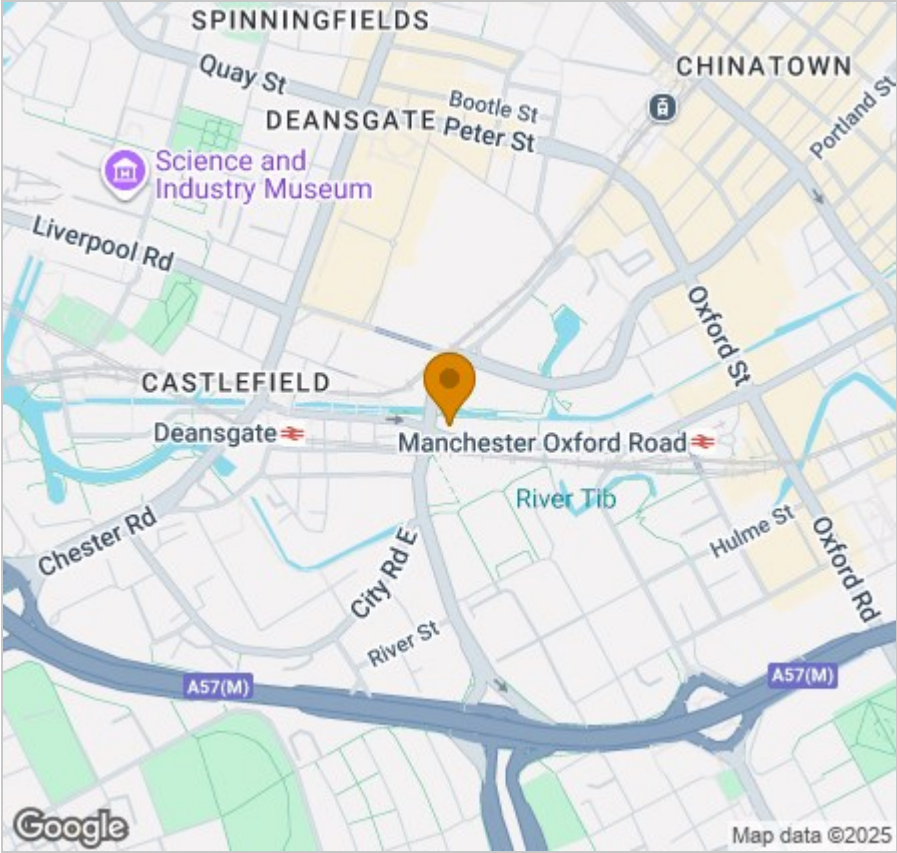 SPINNINGFIELDS
Quay St
CHINATOWN
Bootle St
DEANSGATE
Peter St
Portland St
Science and
Industry Museum
Liverpool Rd
Oxford St
CASTLEFIELD
Deansgate
Manchester Oxford Road
River Tib
Chester Rd
Hulme St
City Rd E
Oxford Rd
River St
A57(M)
A57(M)
Google
Map data ©2025